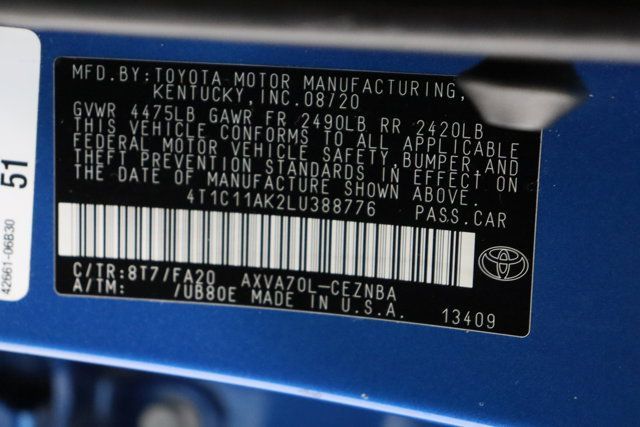 MFD.BY:TOYOTA MOTOR MANUFACTURING,
KENTUCKY, INC.08/20
GVWR 4475LB GAWR FR 2490LB RR 2420LB
THIS VEHICLE CONFORMS TO ALL APPLICABLE
FEDERAL MOTOR VEHICLE SAFETY,BUMPER AND
THEFT PREVENTION STANDARDS IN EFFECT ON
THE DATE OF MANUFACTURE SHOWN ABOVE.
4T1C11AK2LU388776 PASS.CAR
C/TR:8T7/FA20 AXVA70L-CEZNBA
A/TM: /UB80E MADE IN U.S.A.
13409
51
42661-06B30